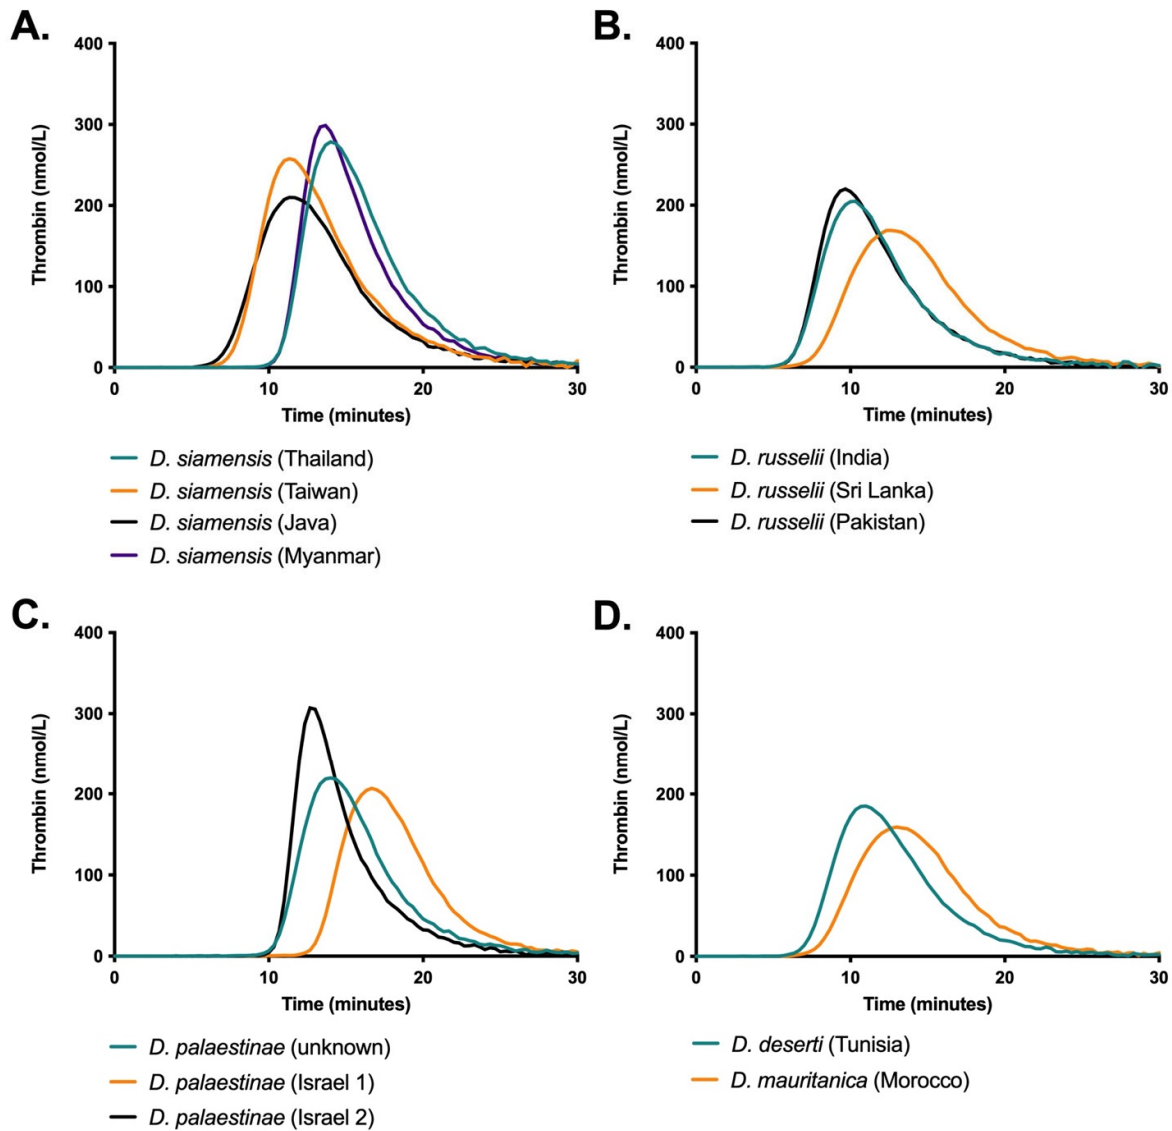 A.
400
300
200
100
0
Thrombin (nmol/L)
0 10 20 30
Time (minutes)
D. siamensis (Thailand)
D. siamensis (Taiwan)
D. siamensis (Java)
D. siamensis (Myanmar)
B.
400
300
200
100
0
Thrombin (nmol/L)
0 10 20 30
Time (minutes)
D. russelii (India)
D. russelii (Sri Lanka)
D. russelii (Pakistan)
C.
400
300
200
100
0
Thrombin (nmol/L)
0 10 20 30
Time (minutes)
D. palaestinae (unknown)
D. palaestinae (Israel 1)
D. palaestinae (Israel 2)
D.
400
300
200
100
0
Thrombin (nmol/L)
0 10 20 30
Time (minutes)
D. deserti (Tunisia)
D. mauritanica (Morocco)